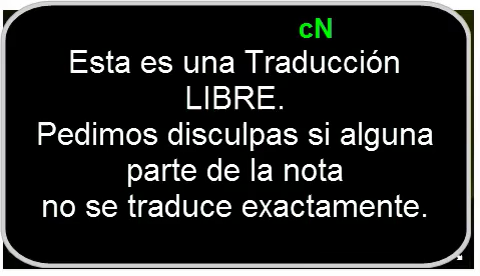 cN
Esta es una Traducción
LIBRE.
Pedimos disculpas si alguna
parte de la nota
no se traduce exactamente.